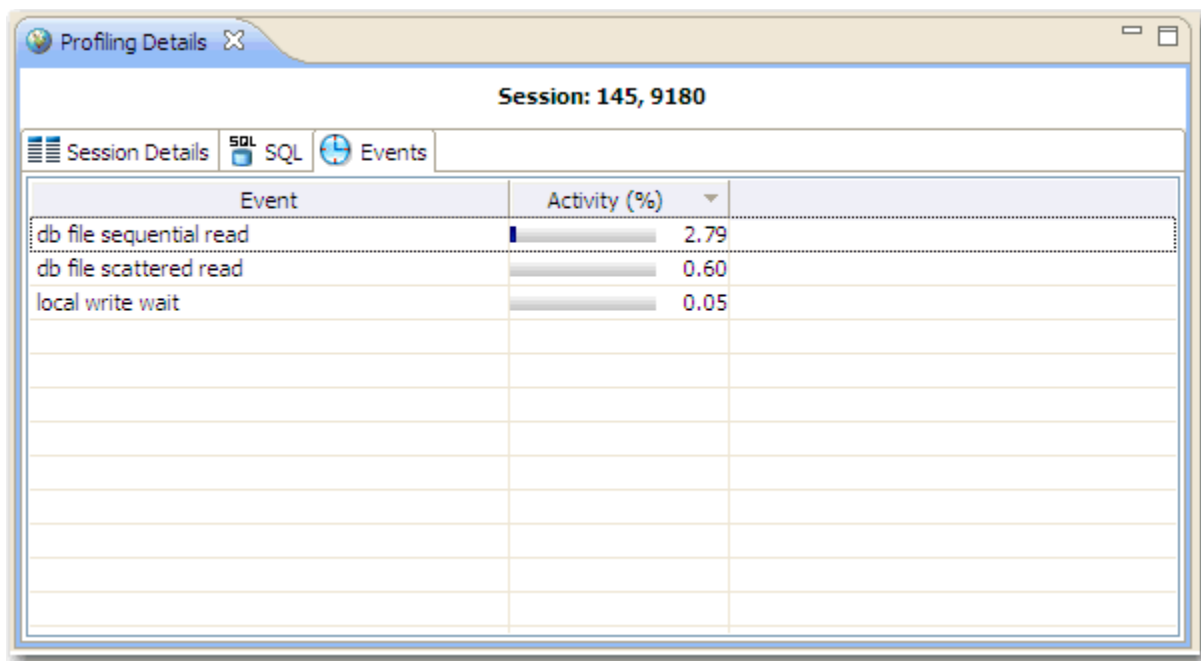 Profiling Details
Session: 145, 9180
Session Details SQL SQL Events
Event Activity (%)
db file sequential read 2.79
db file scattered read 0.60
local write wait 0.05